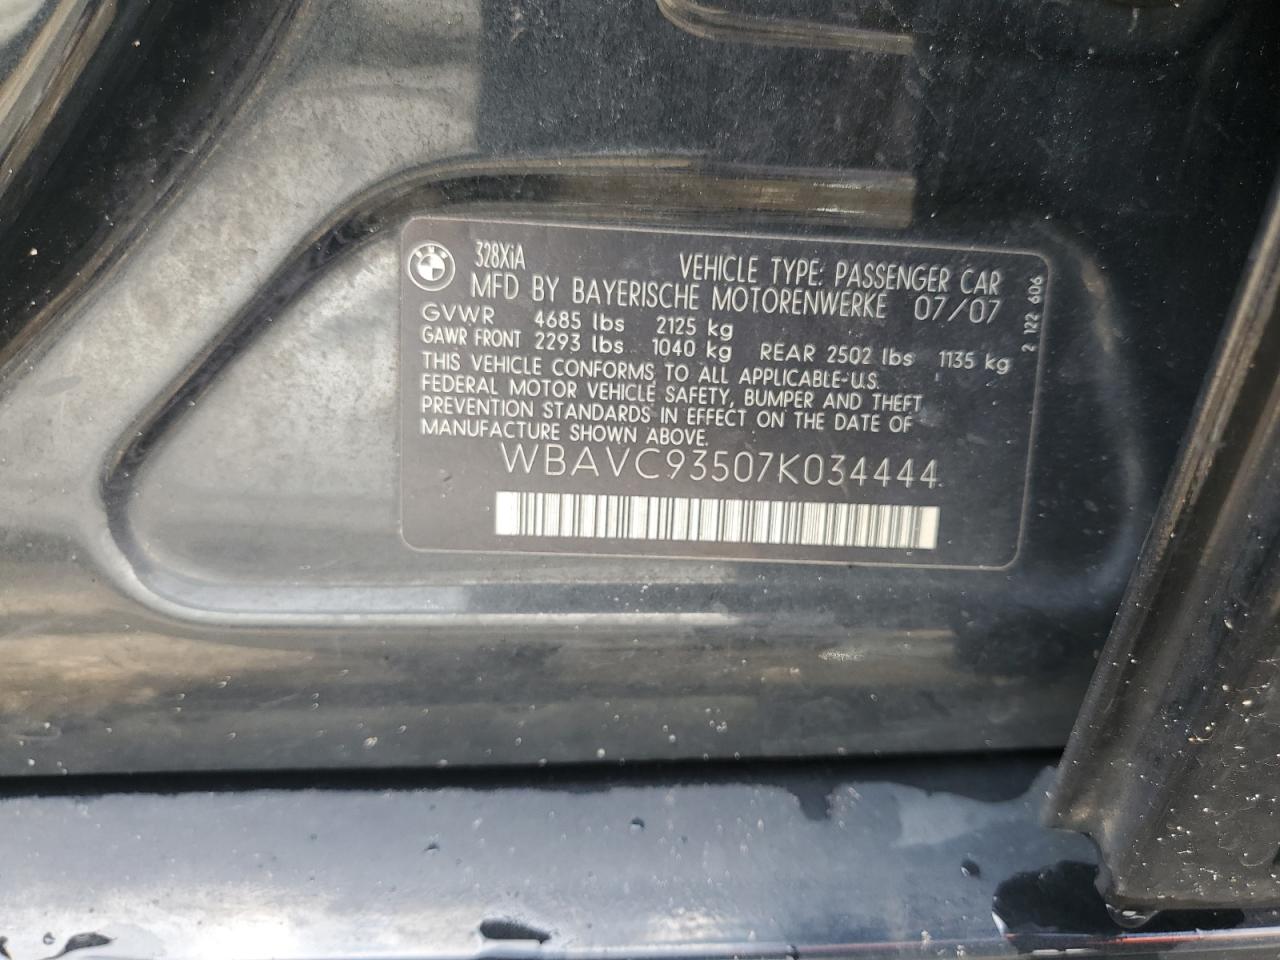 BMW
328XiA
VEHICLE TYPE: PASSENGER CAR
MFD BY BAYERISCHE MOTORENWERKE 07/07
GVWR 4685 lbs 2125 kg
GAWR FRONT 2293 lbs 1040 kg REAR 2502 lbs 1135 kg
THIS VEHICLE CONFORMS TO ALL APPLICABLE U.S.
FEDERAL MOTOR VEHICLE SAFETY, BUMPER AND THEFT
PREVENTION STANDARDS IN EFFECT ON THE DATE OF
MANUFACTURE SHOWN ABOVE.
WBAVC93507K034444
2 122 606